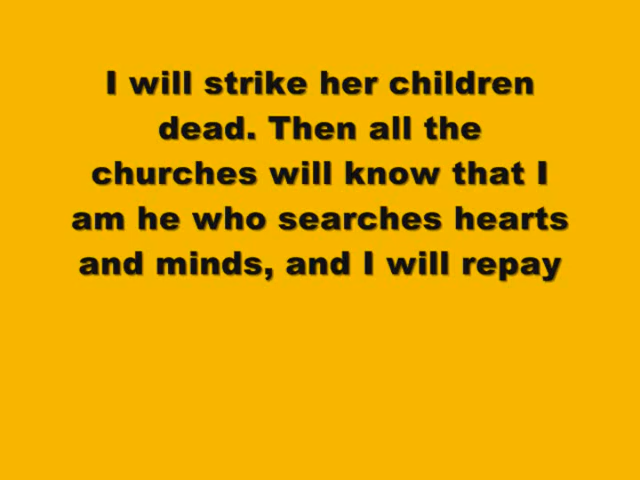 I will strike her children
dead. Then all the
churches will know that I
am he who searches hearts
and minds, and I will repay